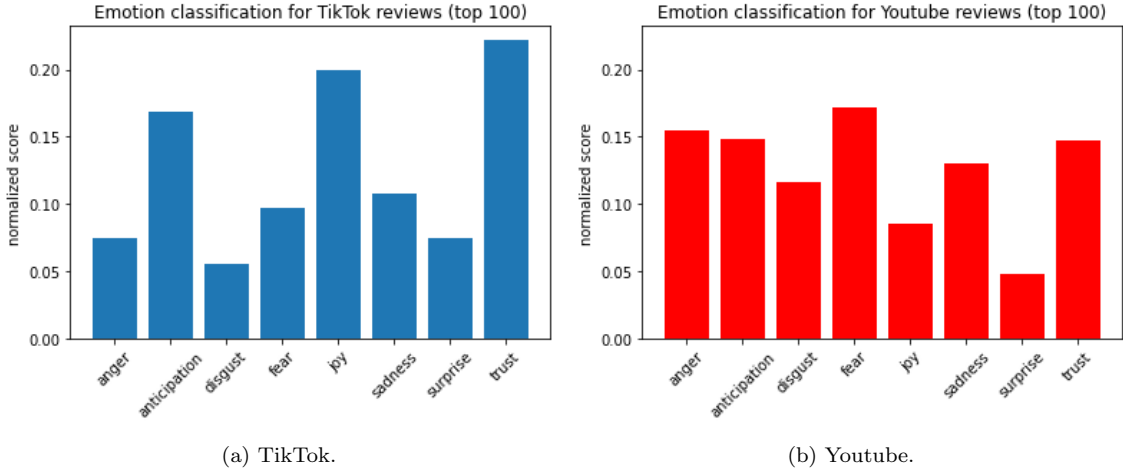 Emotion classification for TikTok reviews (top 100)
normalized score
0.20
0.15
0.10
0.05
0.00
anger
anticipation
disgust
fear
joy
sadness
surprise
trust
(a) TikTok.
Emotion classification for Youtube reviews (top 100)
normalized score
0.20
0.15
0.10
0.05
0.00
anger
anticipation
disgust
fear
joy
sadness
surprise
trust
(b) Youtube.